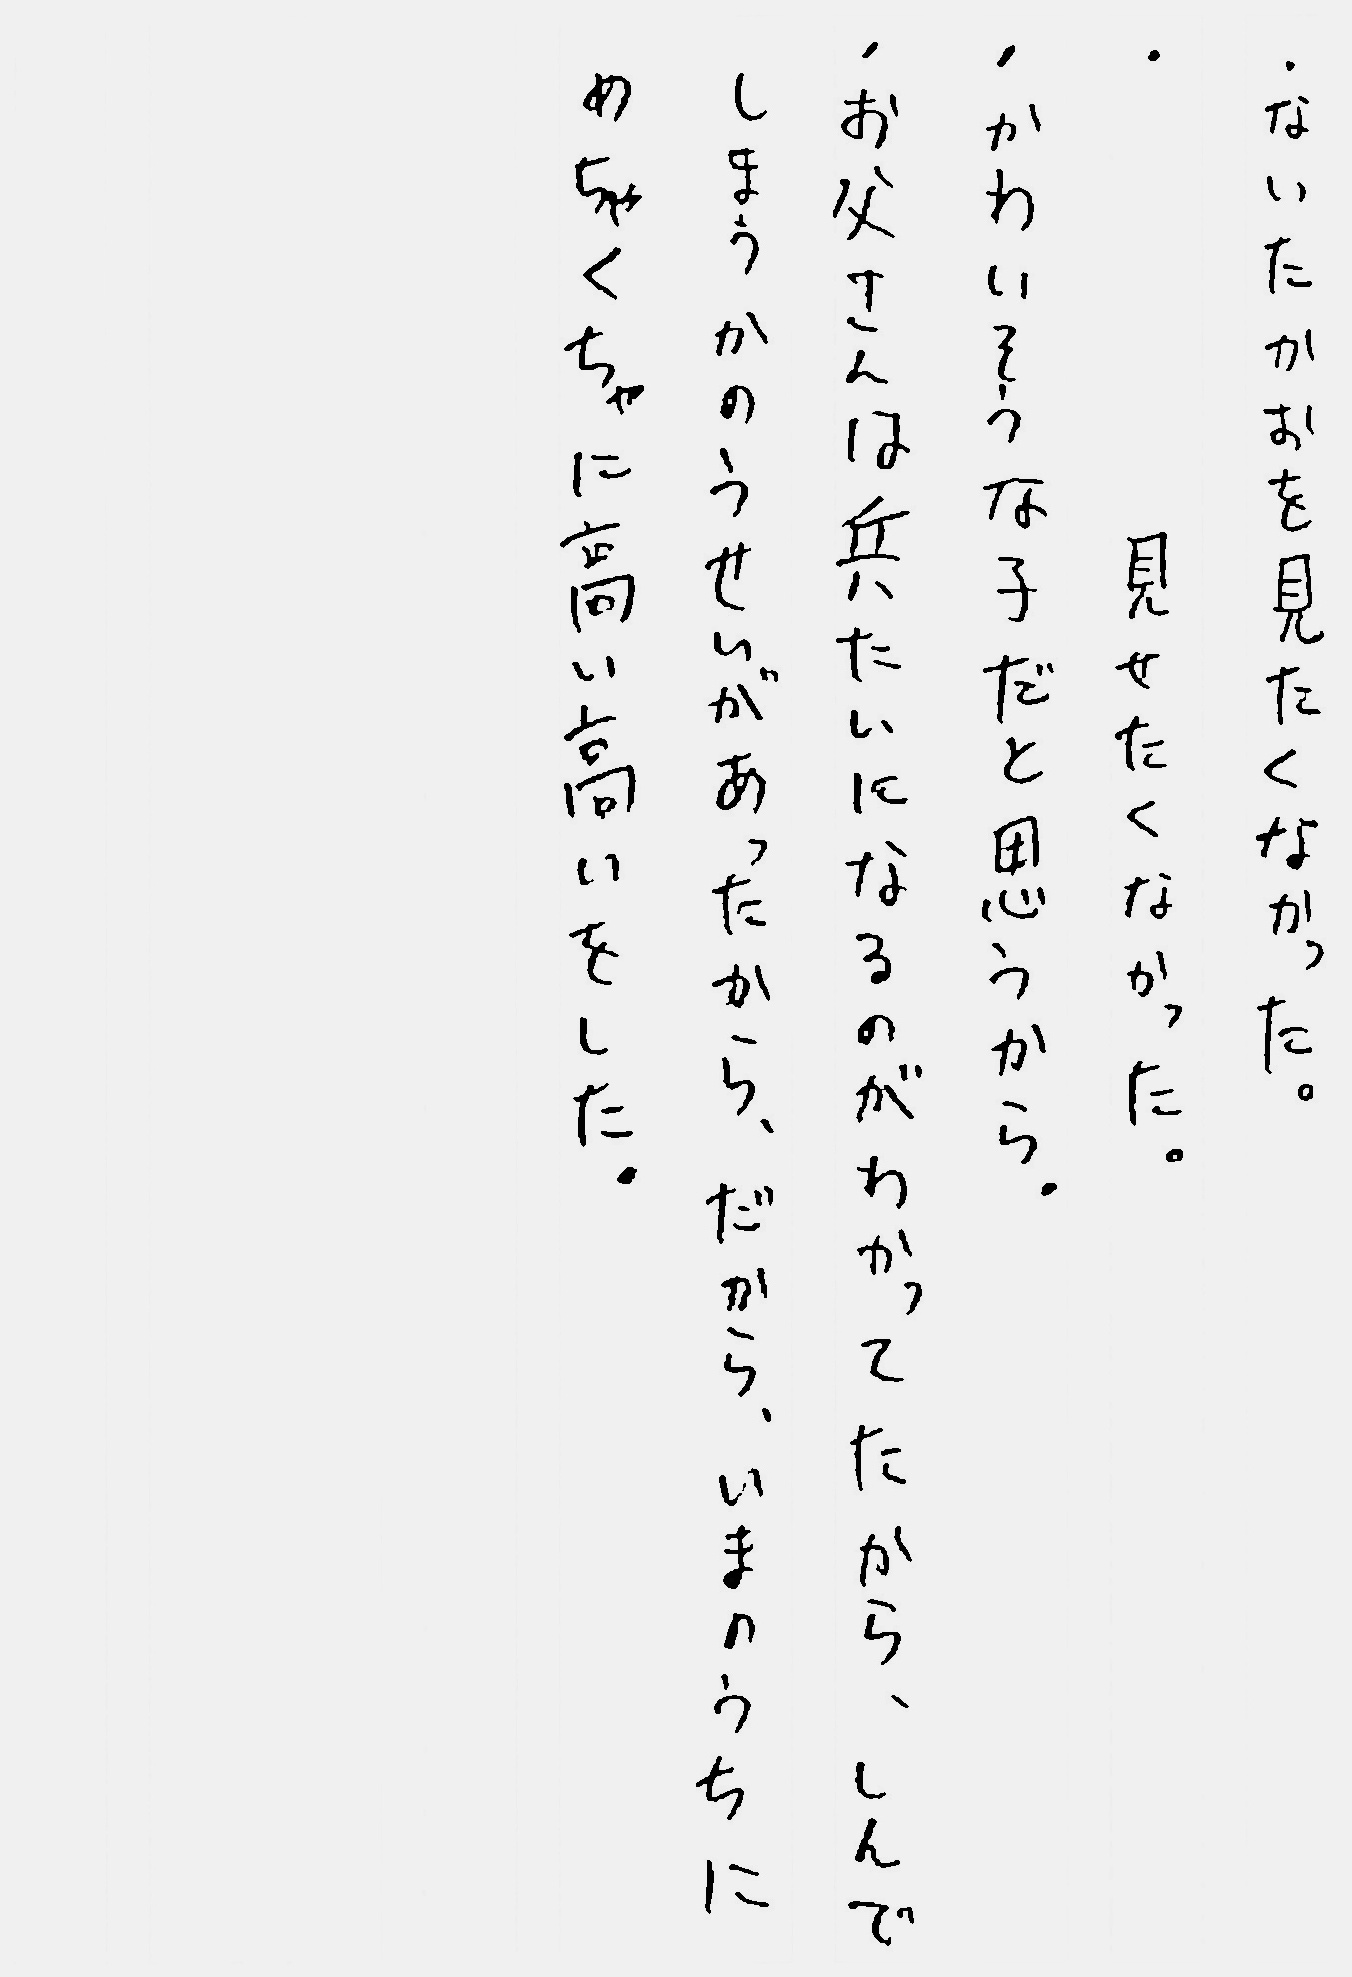 ・ないたかおを見たくなかった。
・　　　　　見せたくなかった。
・かわいそうな子だと思うから.
・お父さんは兵たいになるのがわかってたから、しんで
しまうかのうせいがあったから、だから、いまのうちに
めちゃくちゃに高い高いをした.